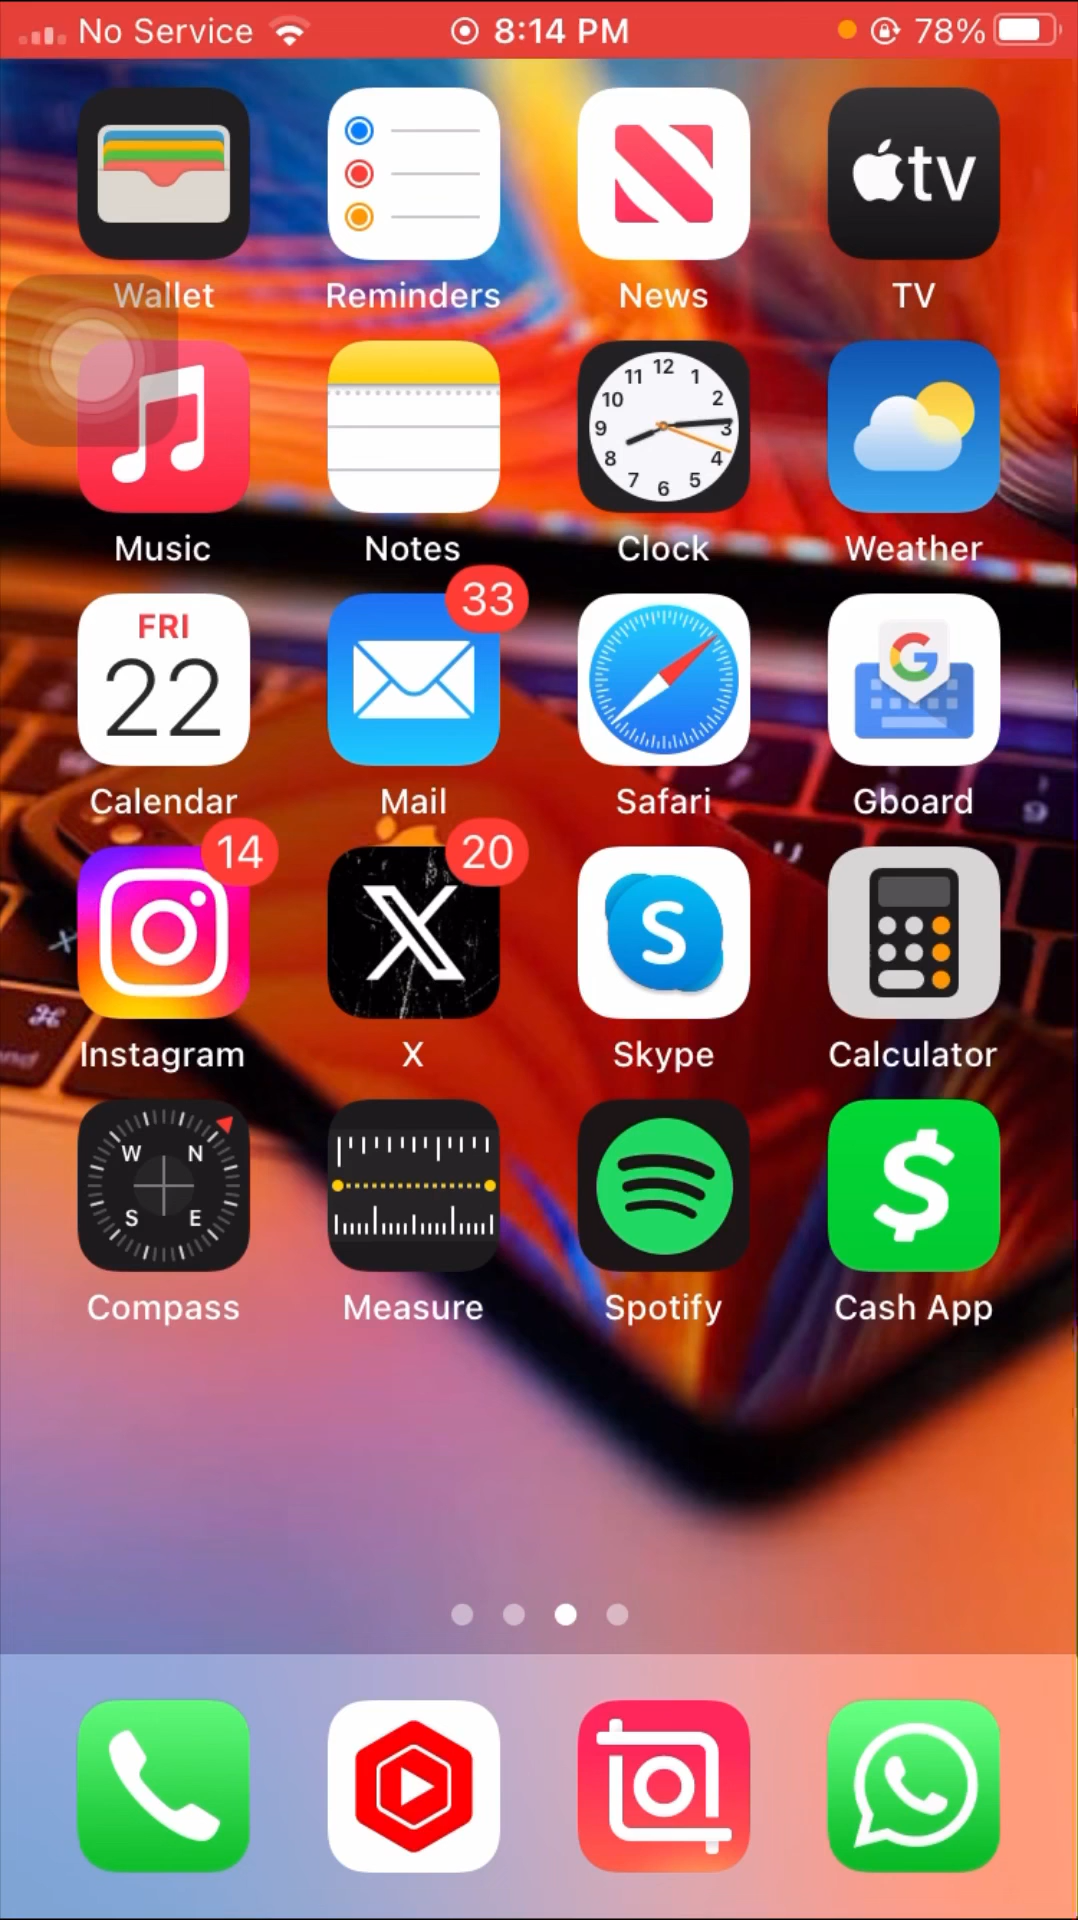 No Service 8:14 PM 78%
tv
Wallet Reminders News TV
12
11 1
10 2
9 3
8 4
7 5
6
Music Notes Clock Weather
FRI
22
33
G
Calendar Mail Safari Gboard
14 20
X S
Instagram X Skype Calculator
W N
S E
$
Compass Measure Spotify Cash App